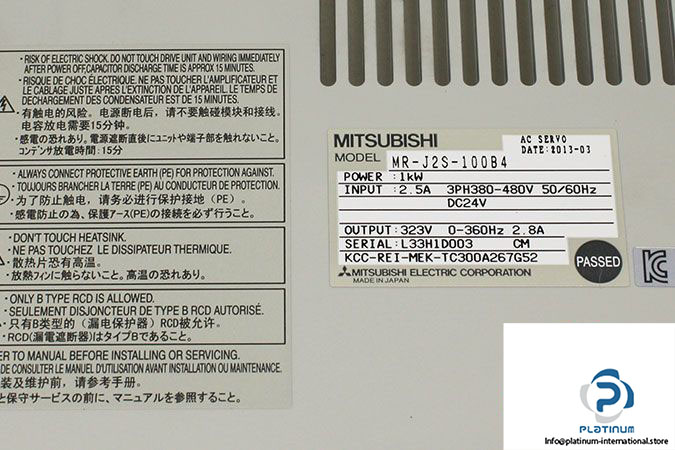 • RISK OF ELECTRIC SHOCK. DO NOT TOUCH DRIVE UNIT AND WIRING IMMEDIATELY
AFTER POWER OFF,CAPACITOR DISCHARGE TIME IS APPROX 15 MINUTES.
• RISQUE DE CHOC ÉLECTRIQUE. NE PAS TOUCHER L'AMPLIFICATEUR ET
LE CABLAGE JUSTE APRÈS L'EXTINCTION DE L'APPAREIL. LE TEMPS DE
DECHARGEMENT DES CONDENSATEUR EST DE 15 MINUTES.
• 有触电的风险。电源断电后，请不要触碰模块和接线。
电容放电需要15分钟。
• 感電の恐れあり。電源遮断直後にユニットや端子部を触れないこと。
コンデンサ放電時間：15分
• ALWAYS CONNECT PROTECTIVE EARTH (PE) FOR PROTECTION AGAINST.
• TOUJOURS BRANCHER LA TERRE (PE) AU CONDUCTEUR DE PROTECTION.
• 为了防止触电，请务必进行保护接地（PE）。
• 感電防止の為、保護アース(PE)の接続を必ず行うこと。
• DON'T TOUCH HEATSINK.
• NE PAS TOUCHEZ LE DISSIPATEUR THERMIQUE.
• 散热片恐有高温。
• 放熱フィンに触らないこと。高温の恐れあり。
• ONLY B TYPE RCD IS ALLOWED.
• SEULEMENT DISJONCTEUR DE TYPE B RCD AUTORISÉ.
• 只有B类型的（漏电保护器）RCD被允许。
• RCD(漏電遮断器)はタイプBであること。
ER TO MANUAL BEFORE INSTALLING OR SERVICING.
DE CONSULTER LE MANUEL D'UTILISATION AVANT INSTALLATION OU MAINTENANCE.
装及维护前，请参考手册。
と保守サービスの前に、マニュアルを参照すること。
MITSUBISHI
AC SERVO
DATE:2013-03
MODEL MR-J2S-100B4
POWER :1kW
INPUT :2.5A 3PH380-480V 50/60Hz
DC24V
OUTPUT:323V 0-360Hz 2.8A
SERIAL:L33H1D003 CM
KCC-REI-MEK-TC300A267G52
MITSUBISHI ELECTRIC CORPORATION
MADE IN JAPAN
PASSED
PLATINUM
Info@platinum-international.store